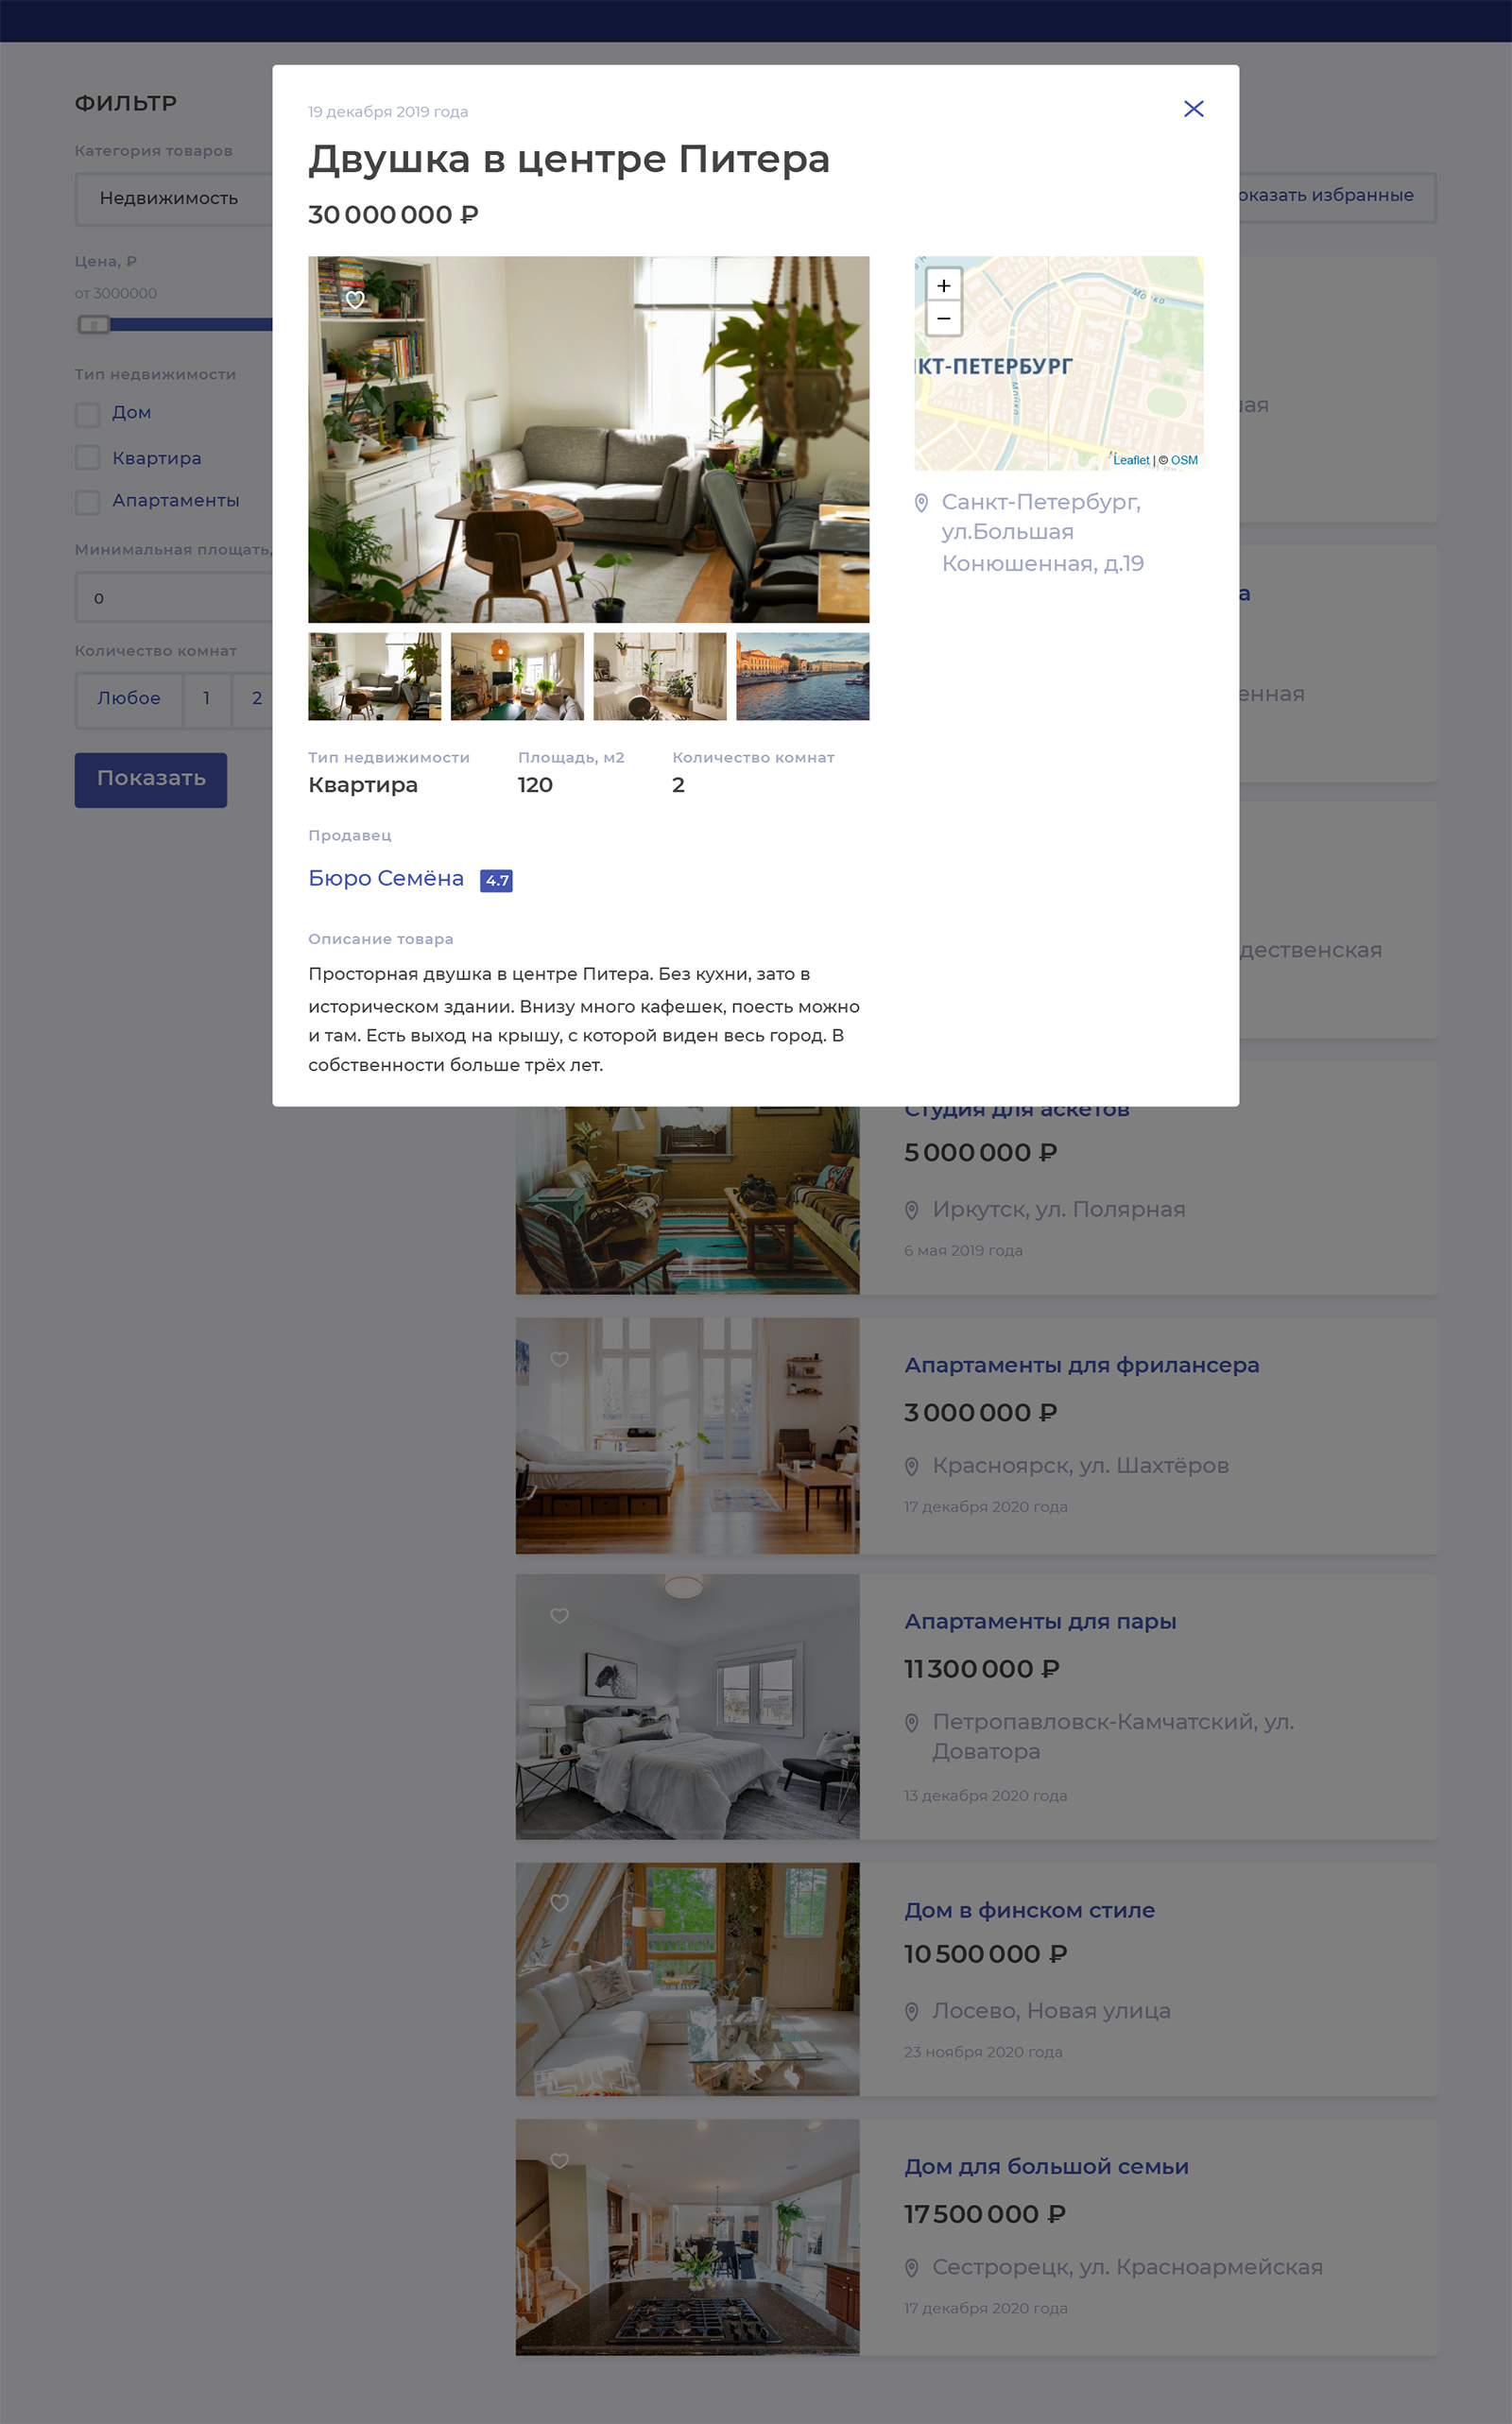 ФИЛЬТР
Категория товаров
Недвижимость
Цена, ₽
от 3000000
Тип недвижимости
Дом
Квартира
Апартаменты
Минимальная площать,
0
Количество комнат
Любое
1
2
Показать
19 декабря 2019 года
Двушка в центре Питера
30 000 000 ₽
+
−
Мойка
КТ-ПЕТЕРБУРГ
Мойка
Leaflet | © OSM
Санкт-Петербург,
ул.Большая
Конюшенная, д.19
Тип недвижимости
Квартира
Площадь, м2
120
Количество комнат
2
Продавец
Бюро Семёна 4.7
Описание товара
Просторная двушка в центре Питера. Без кухни, зато в
историческом здании. Внизу много кафешек, поесть можно
и там. Есть выход на крышу, с которой виден весь город. В
собственности больше трёх лет.
оказать избранные
ая
а
енная
дественская
Студия для аскетов
5 000 000 ₽
Иркутск, ул. Полярная
6 мая 2019 года
Апартаменты для фрилансера
3 000 000 ₽
Красноярск, ул. Шахтёров
17 декабря 2020 года
Апартаменты для пары
11 300 000 ₽
Петропавловск-Камчатский, ул.
Доватора
13 декабря 2020 года
Дом в финском стиле
10 500 000 ₽
Лосево, Новая улица
23 ноября 2020 года
Дом для большой семьи
17 500 000 ₽
Сестрорецк, ул. Красноармейская
17 декабря 2020 года